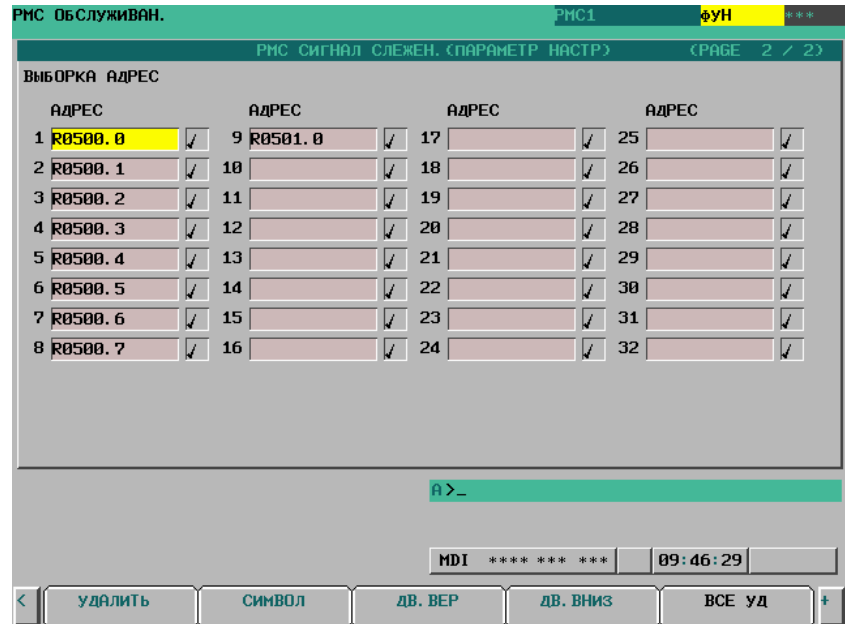 РМС ОБСЛУЖИВАН. РМС1 ФУН ***
РМС СИГНАЛ СЛЕЖЕН.(ПАРАМЕТР НАСТР) (PAGE 2 / 2)
ВЫБОРКА АДРЕС
АДРЕС АДРЕС АДРЕС АДРЕС
1 R0500.0 ✓ 9 R0501.0 ✓ 17 ✓ 25 ✓
2 R0500.1 ✓ 10 ✓ 18 ✓ 26 ✓
3 R0500.2 ✓ 11 ✓ 19 ✓ 27 ✓
4 R0500.3 ✓ 12 ✓ 20 ✓ 28 ✓
5 R0500.4 ✓ 13 ✓ 21 ✓ 29 ✓
6 R0500.5 ✓ 14 ✓ 22 ✓ 30 ✓
7 R0500.6 ✓ 15 ✓ 23 ✓ 31 ✓
8 R0500.7 ✓ 16 ✓ 24 ✓ 32 ✓
A>_
MDI **** *** *** 09:46:29
< УДАЛИТЬ СИМВОЛ ДВ.ВЕР ДВ.ВНИЗ ВСЕ УД +